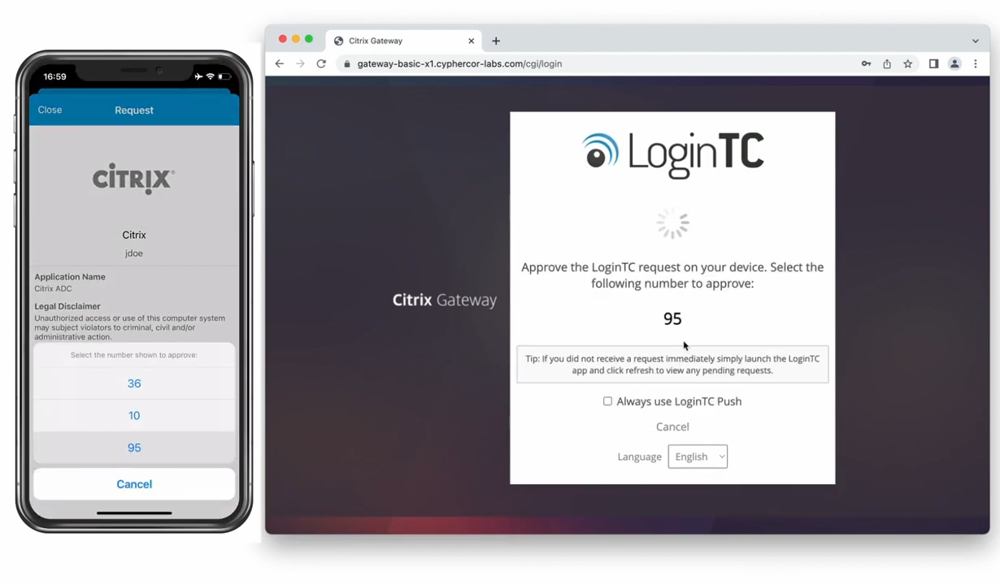 16:59
Close
Request
CİTRIX®
Citrix
jdoe
Application Name
Citrix ADC
Legal Disclaimer
Unauthorized access or use of this computer system
may subject violators to criminal, civil and/or
administrative action.
Select the number shown to approve:
36
10
95
Cancel
Citrix Gateway
gateway-basic-x1.cyphercor-labs.com/cgi/login
Citrix Gateway
LoginTC
Approve the LoginTC request on your device. Select the
following number to approve:
95
Tip: if you did not receive a request immediately simply launch the LoginTC
app and click refresh to view any pending requests.
Always use LoginTC Push
Cancel
Language English